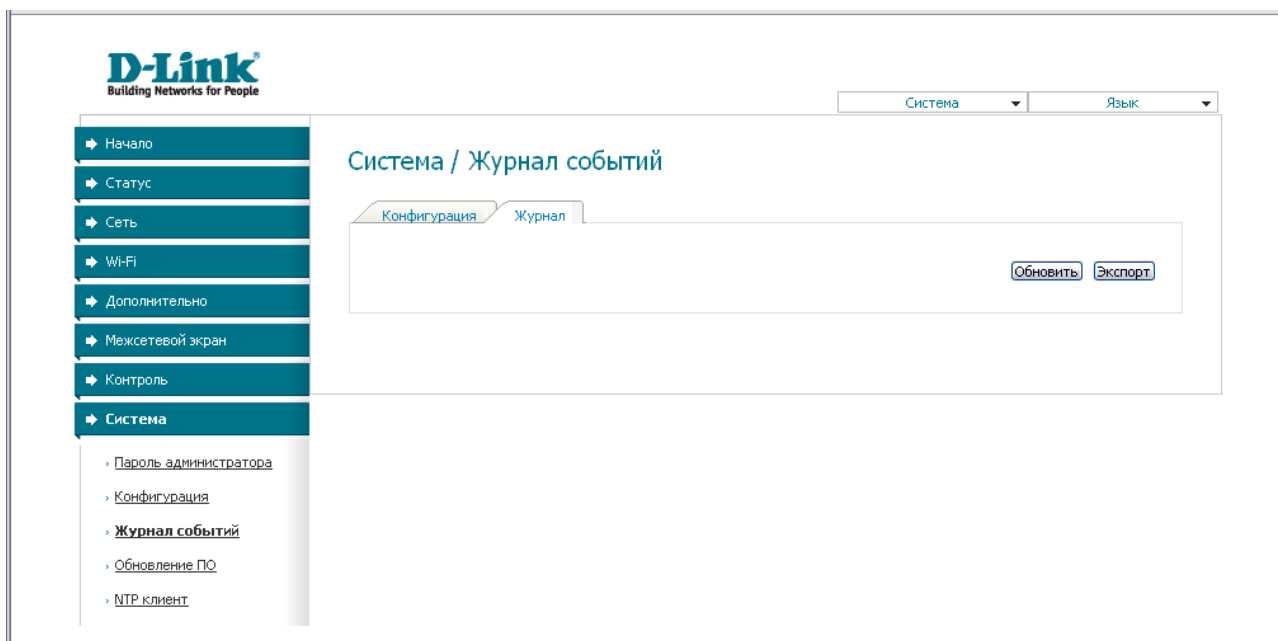 D-Link®
Building Networks for People
Система Язык
Начало
Статус
Сеть
Wi-Fi
Дополнительно
Межсетевой экран
Контроль
Система
Пароль администратора
Конфигурация
Журнал событий
Обновление ПО
NTP клиент
Система / Журнал событий
Конфигурация Журнал
Обновить Экспорт